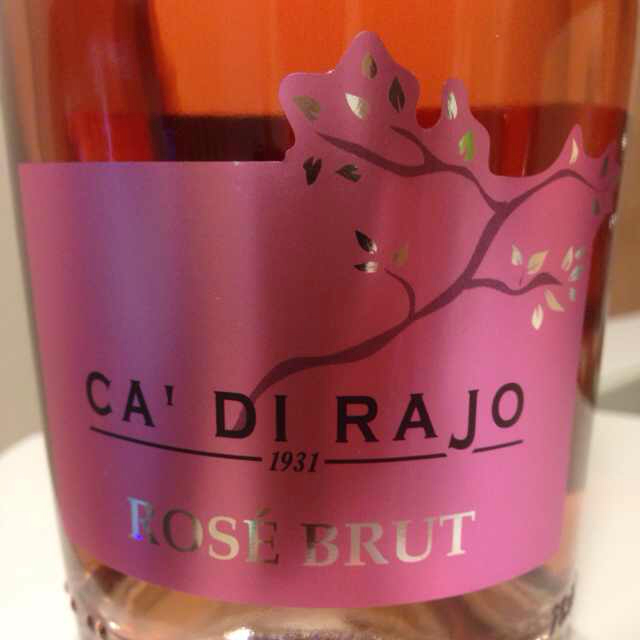 CA' DI RAJO
1931
ROSÉ BRUT